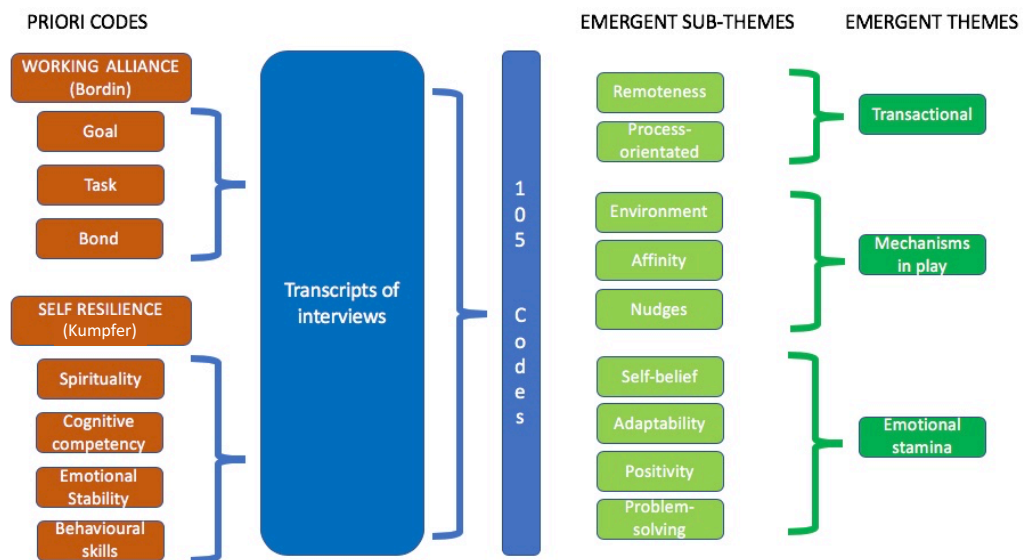 PRIORI CODES
WORKING ALLIANCE
(Bordin)
Goal
Task
Bond
SELF RESILIENCE
(Kumpfer)
Spirituality
Cognitive
competency
Emotional
Stability
Behavioural
skills
Transcripts of
interviews
1
0
5
C
o
d
e
s
EMERGENT SUB-THEMES
Remoteness
Process-
orientated
Environment
Affinity
Nudges
Self-belief
Adaptability
Positivity
Problem-
solving
EMERGENT THEMES
Transactional
Mechanisms
in play
Emotional
stamina